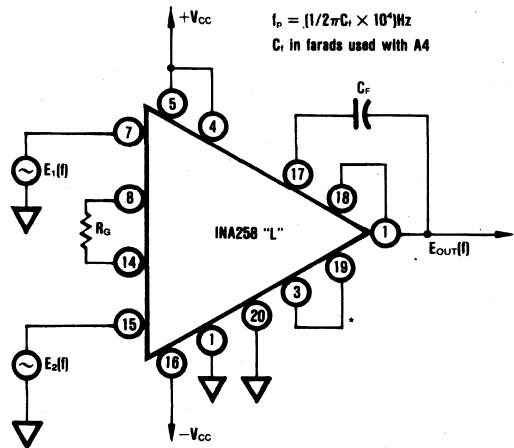 +VCC
fp = (1/2πCf × 10⁴)Hz
Cf in farads used with A4
5
4
7
CF
17
E1(f)
18
8
RG
INA258 "L"
1
EOUT(f)
14
19
3
*
20
15
1
16
E2(f)
−VCC